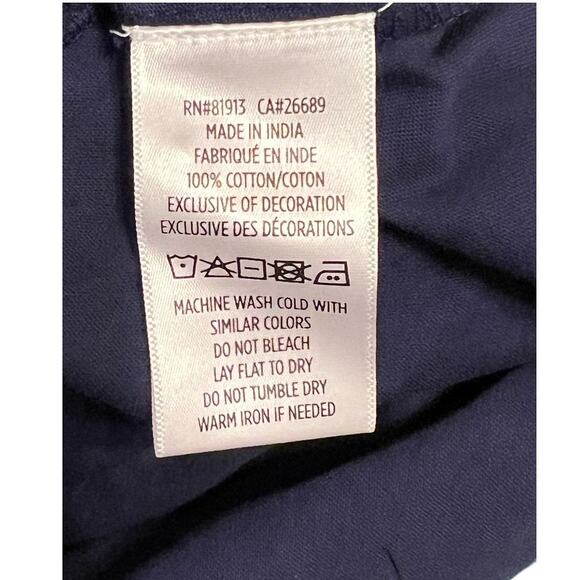 RN#81913 CA#26689
MADE IN INDIA
FABRIQUÉ EN INDE
100% COTTON/COTON
EXCLUSIVE OF DECORATION
EXCLUSIVE DES DÉCORATIONS
MACHINE WASH COLD WITH
SIMILAR COLORS
DO NOT BLEACH
LAY FLAT TO DRY
DO NOT TUMBLE DRY
WARM IRON IF NEEDED